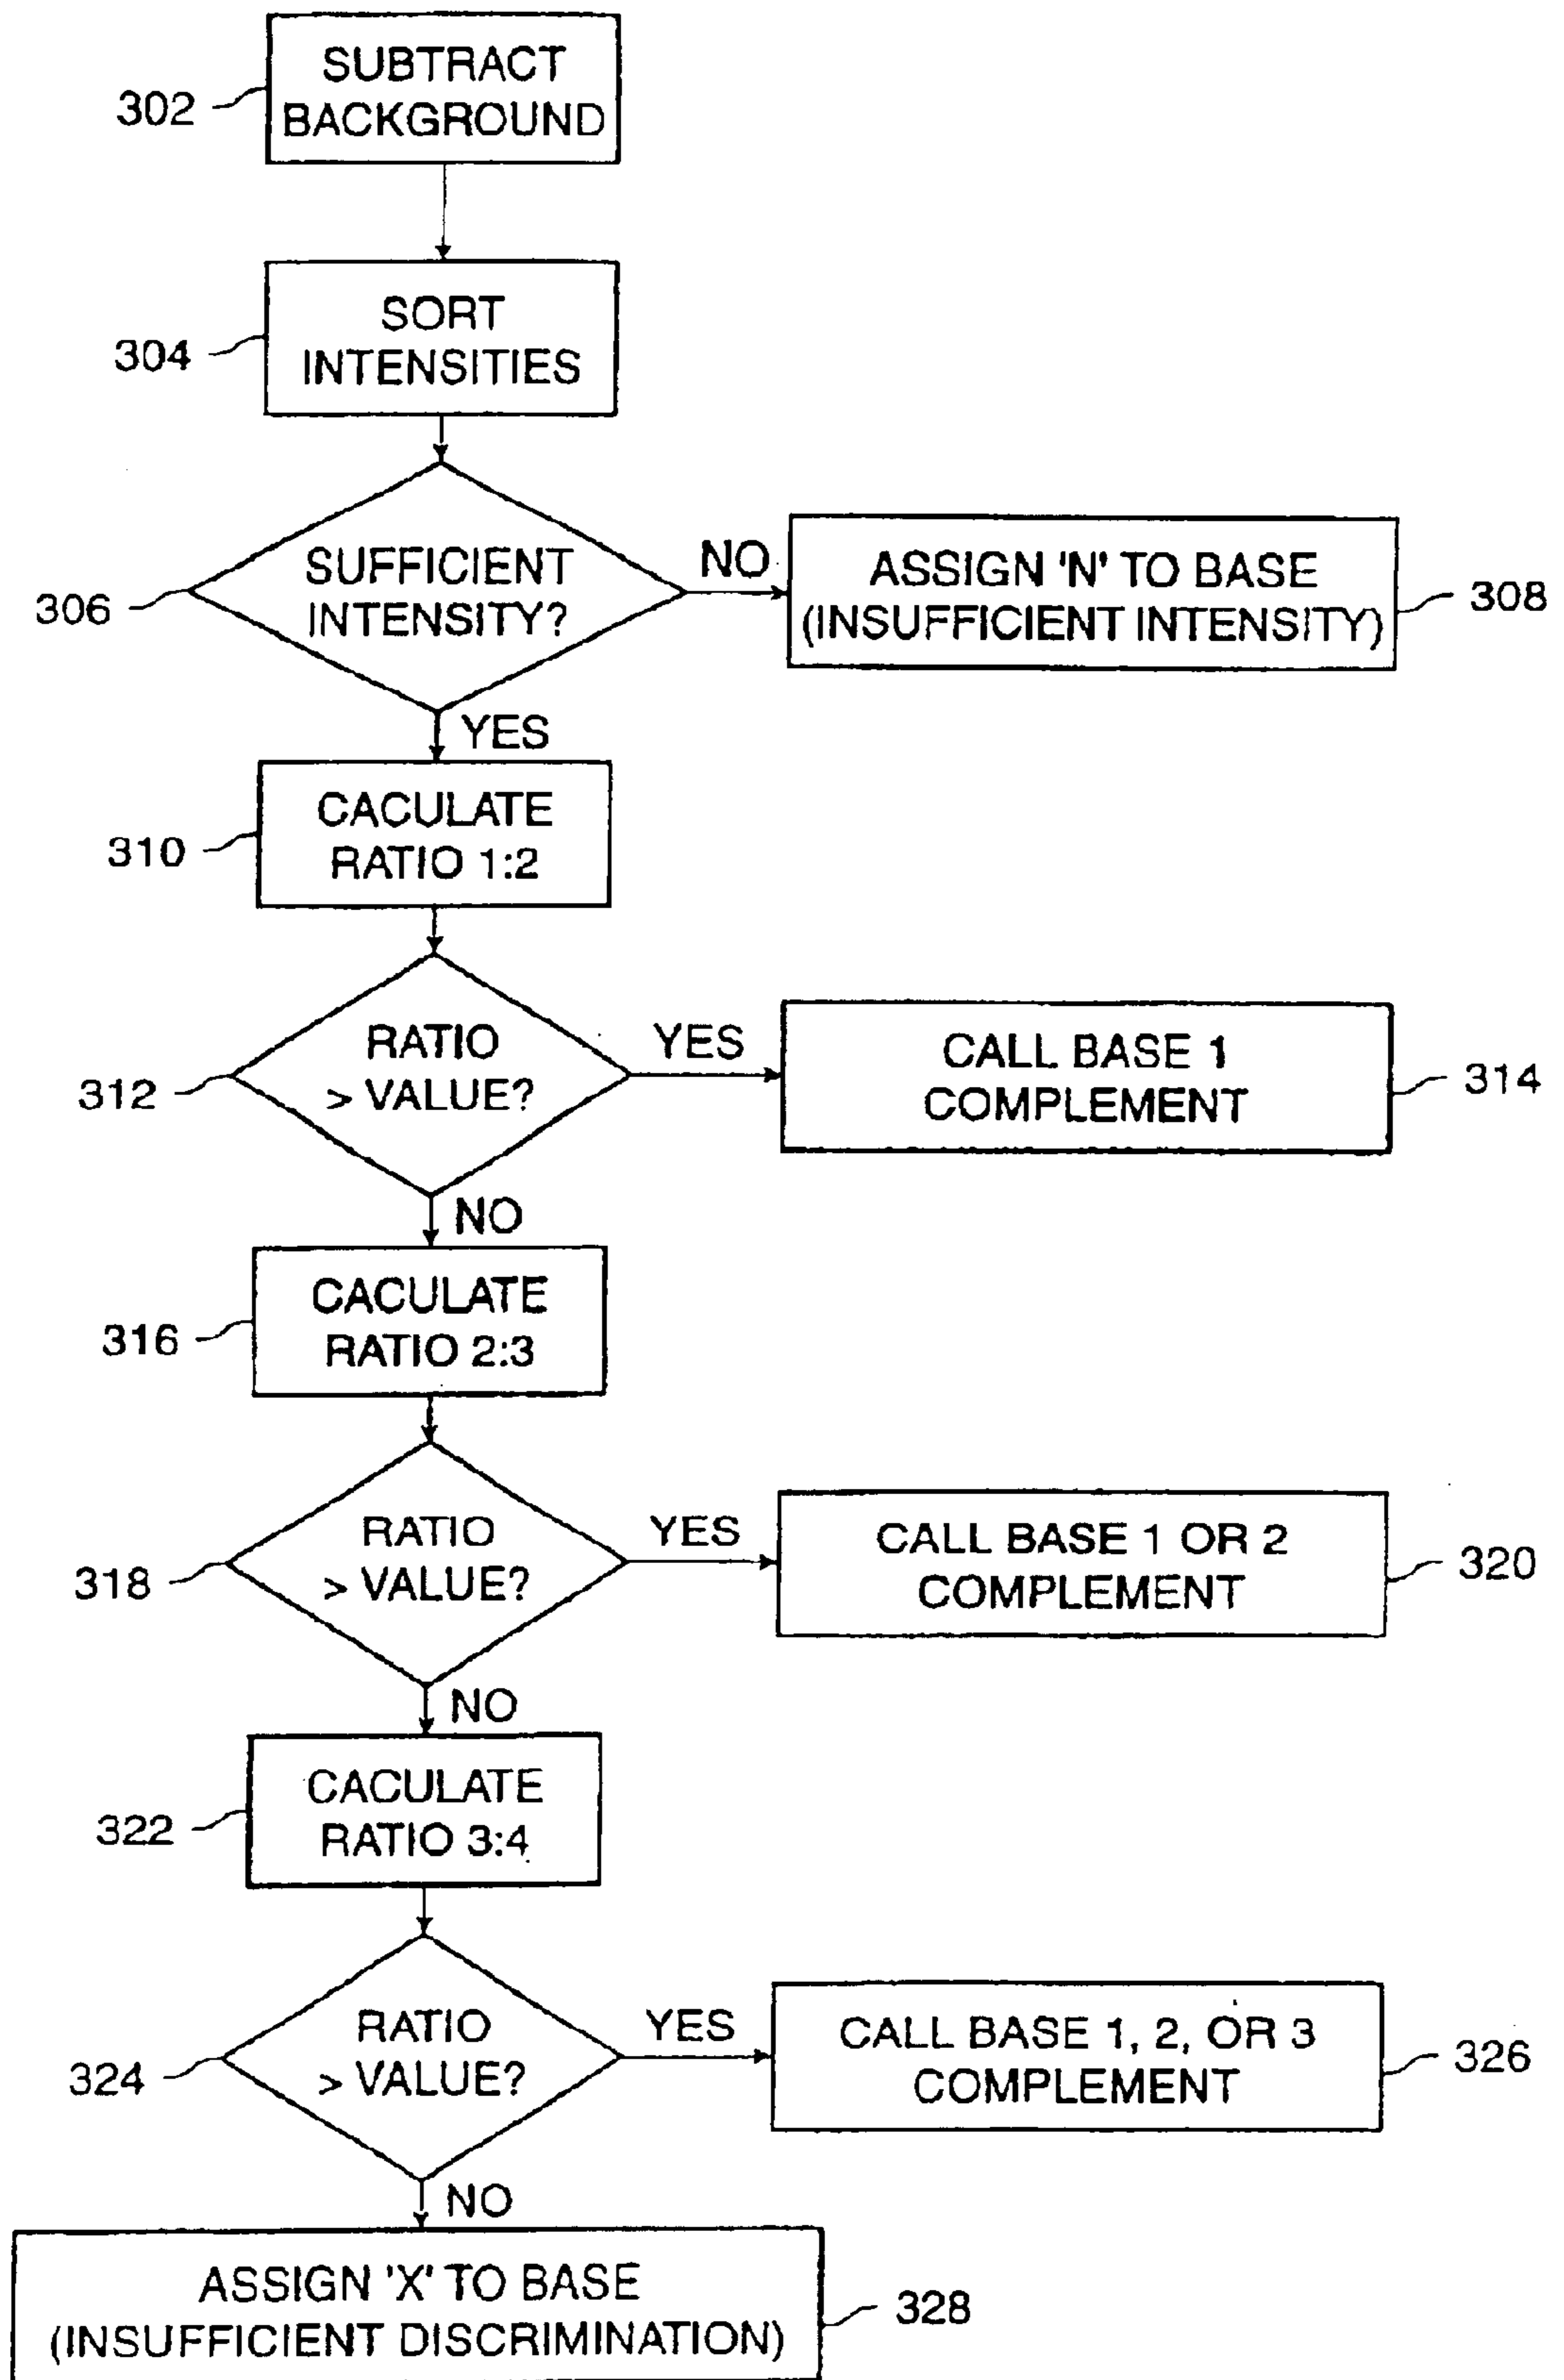 SUBTRACT
BACKGROUND
302
SORT
INTENSITIES
304
SUFFICIENT
INTENSITY?
306
NO
ASSIGN 'N' TO BASE
(INSUFFICIENT INTENSITY)
308
YES
CACULATE
RATIO 1:2
310
RATIO
> VALUE?
312
YES
CALL BASE 1
COMPLEMENT
314
NO
CACULATE
RATIO 2:3
316
RATIO
> VALUE?
318
YES
CALL BASE 1 OR 2
COMPLEMENT
320
NO
CACULATE
RATIO 3:4
322
RATIO
> VALUE?
324
YES
CALL BASE 1, 2, OR 3
COMPLEMENT
326
NO
ASSIGN 'X' TO BASE
(INSUFFICIENT DISCRIMINATION)
328